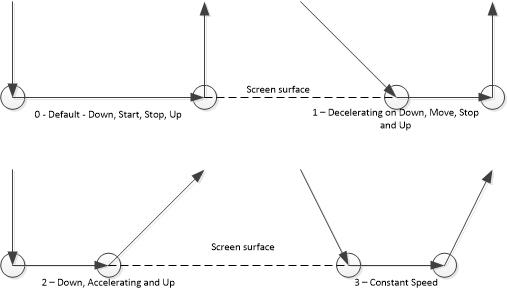 Screen surface
0 - Default - Down, Start, Stop, Up
1 – Decelerating on Down, Move, Stop
and Up
Screen surface
2 – Down, Accelerating and Up
3 – Constant Speed